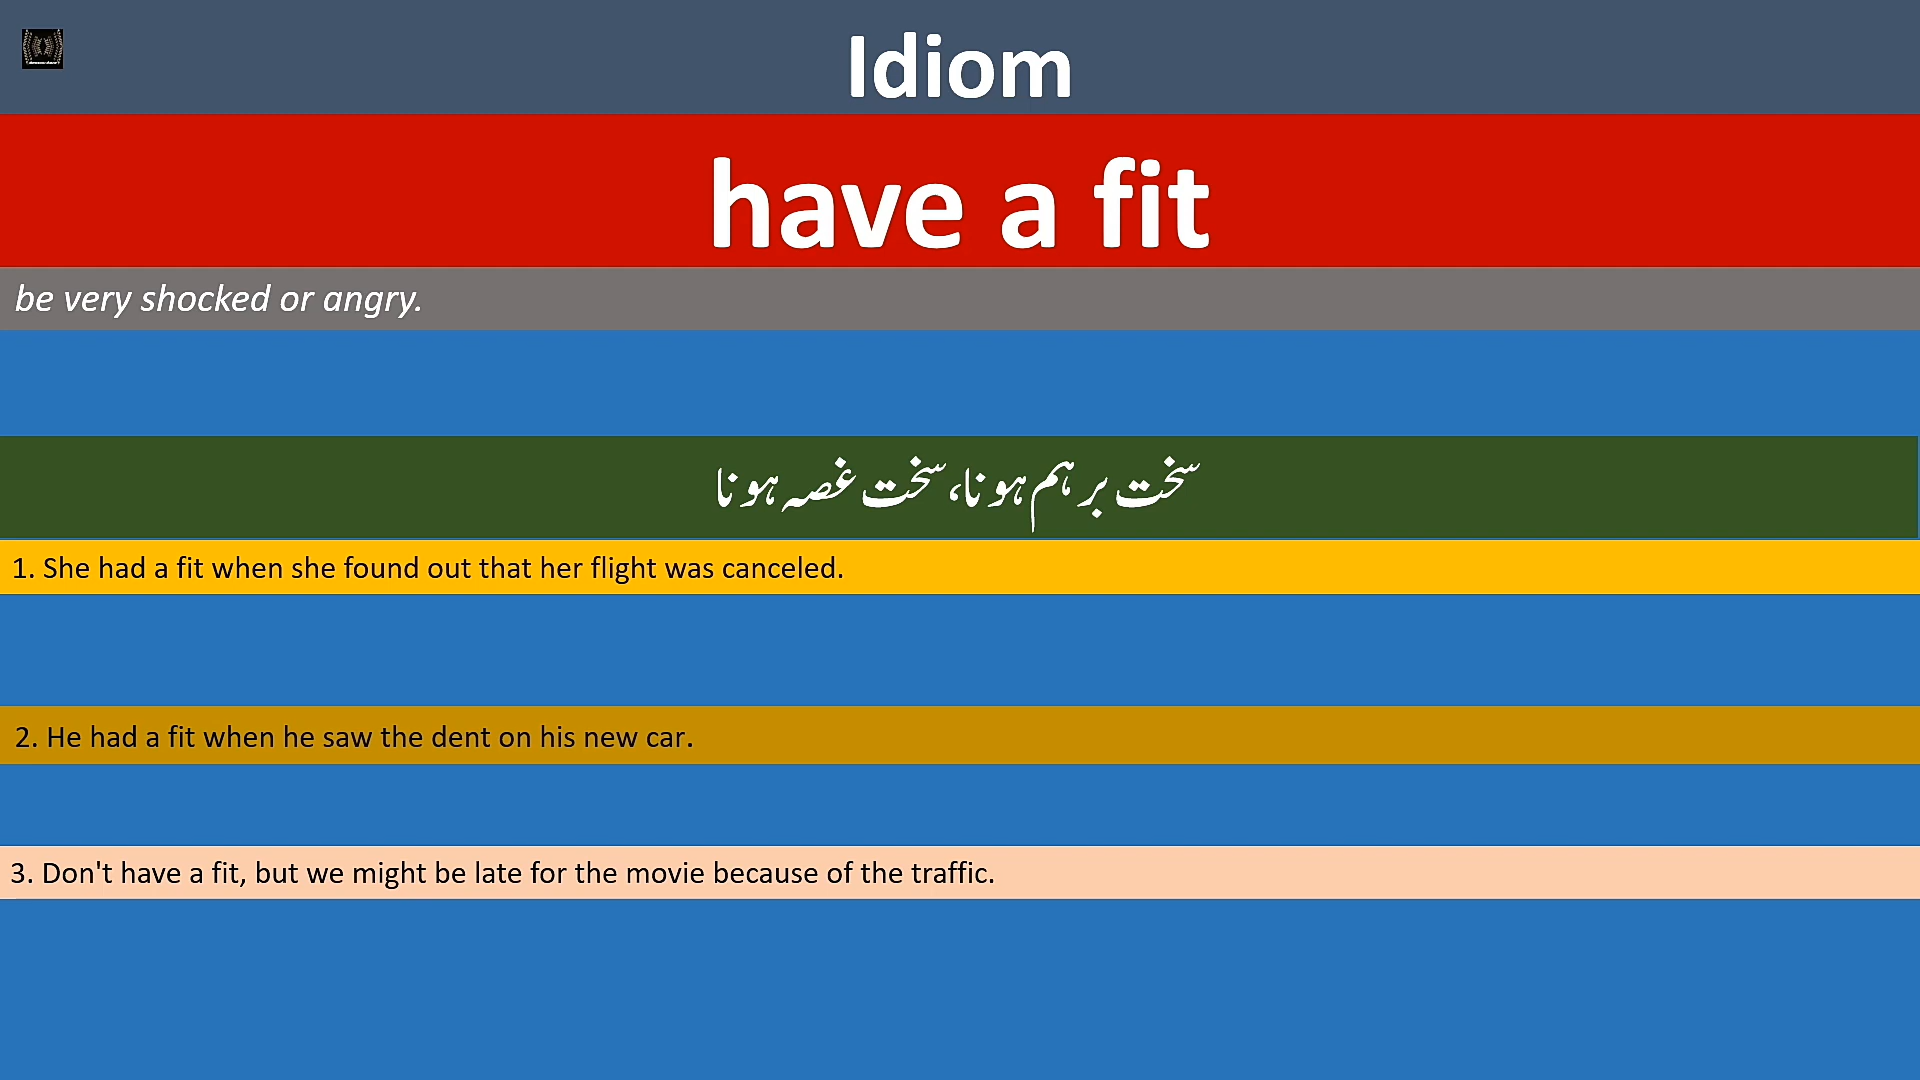 Idiom
have a fit
be very shocked or angry.
سخت برہم ہونا، سخت غصہ ہونا
1. She had a fit when she found out that her flight was canceled.
2. He had a fit when he saw the dent on his new car.
3. Don't have a fit, but we might be late for the movie because of the traffic.